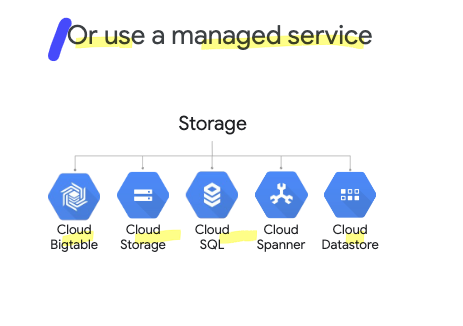 Or use a managed service
Storage
Cloud
Bigtable
Cloud
Storage
Cloud
SQL
Cloud
Spanner
Cloud
Datastore